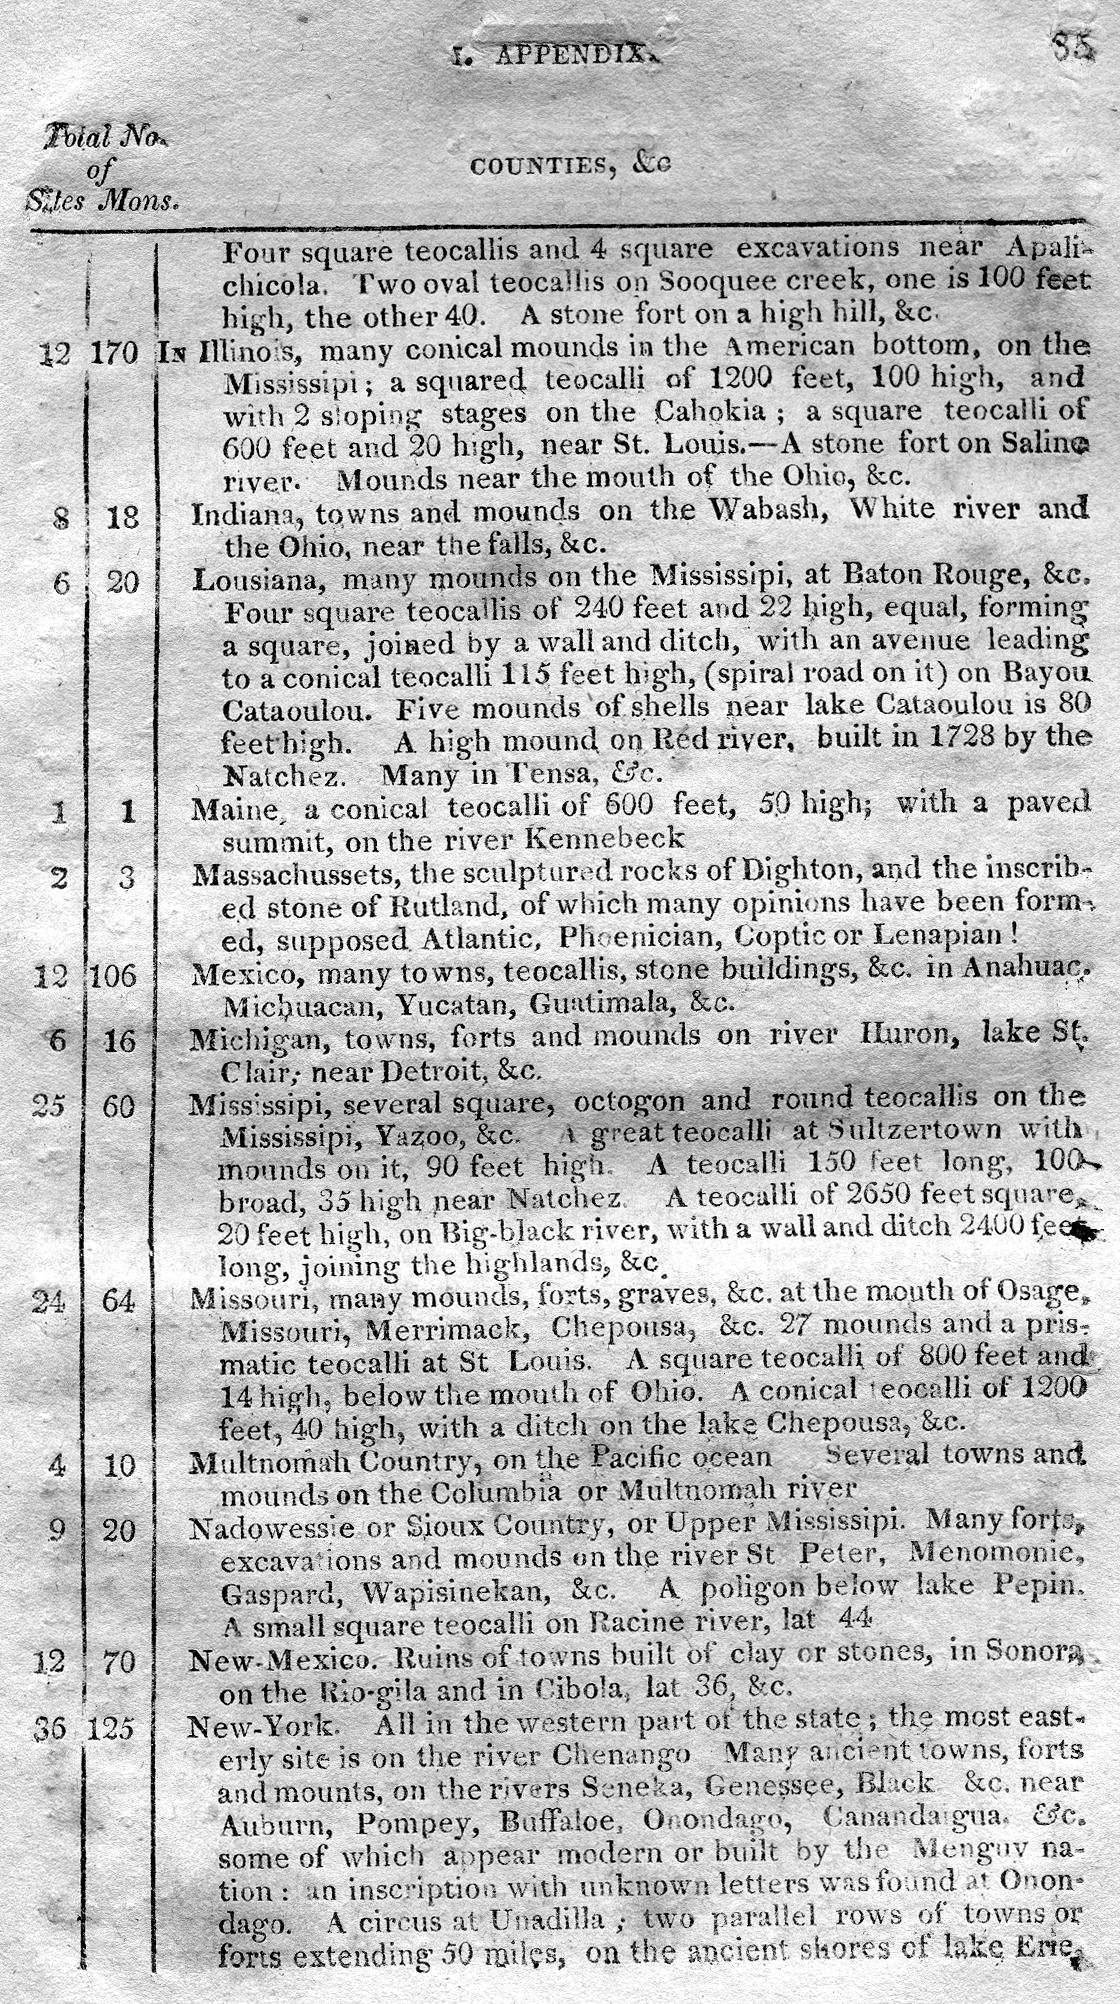 I. APPENDIX.
35
Total No.
of
Sites Mons.
COUNTIES, &c
Four square teocallis and 4 square excavations near Apali-
chicola. Two oval teocallis on Sooquee creek, one is 100 feet
high, the other 40. A stone fort on a high hill, &c.
12 170 In Illinois, many conical mounds in the American bottom, on the
Mississipi; a squared teocalli of 1200 feet, 100 high, and
with 2 sloping stages on the Cahokia; a square teocalli of
600 feet and 20 high, near St. Louis.—A stone fort on Saline
river. Mounds near the mouth of the Ohio, &c.
8 18 Indiana, towns and mounds on the Wabash, White river and
the Ohio, near the falls, &c.
6 20 Lousiana, many mounds on the Mississipi, at Baton Rouge, &c.
Four square teocallis of 240 feet and 22 high, equal, forming
a square, joined by a wall and ditch, with an avenue leading
to a conical teocalli 115 feet high, (spiral road on it) on Bayou
Cataoulou. Five mounds of shells near lake Cataoulou is 80
feet high. A high mound on Red river, built in 1728 by the
Natchez. Many in Tensa, &c.
1 1 Maine, a conical teocalli of 600 feet, 50 high; with a paved
summit, on the river Kennebeck
2 3 Massachussets, the sculptured rocks of Dighton, and the inscrib-
ed stone of Rutland, of which many opinions have been form-
ed, supposed Atlantic, Phoenician, Coptic or Lenapian!
12 106 Mexico, many towns, teocallis, stone buildings, &c. in Anahuac.
Michuacan, Yucatan, Guatimala, &c.
6 16 Michigan, towns, forts and mounds on river Huron, lake St.
Clair; near Detroit, &c.
25 60 Mississipi, several square, octogon and round teocallis on the
Mississipi, Yazoo, &c. A great teocalli at Sultzertown with
mounds on it, 90 feet high. A teocalli 150 feet long, 100
broad, 35 high near Natchez. A teocalli of 2650 feet square,
20 feet high, on Big-black river, with a wall and ditch 2400 feet
long, joining the highlands, &c.
24 64 Missouri, many mounds, forts, graves, &c. at the mouth of Osage,
Missouri, Merrimack, Chepousa, &c. 27 mounds and a pris-
matic teocalli at St Louis. A square teocalli of 800 feet and
14 high, below the mouth of Ohio. A conical teocalli of 1200
feet, 40 high, with a ditch on the lake Chepousa, &c.
4 10 Multnomah Country, on the Pacific ocean Several towns and
mounds on the Columbia or Multnomah river
9 20 Nadowessie or Sioux Country, or Upper Mississipi. Many forts,
excavations and mounds on the river St Peter, Menomonie,
Gaspard, Wapisinekan, &c. A poligon below lake Pepin.
A small square teocalli on Racine river, lat 44
12 70 New-Mexico. Ruins of towns built of clay or stones, in Sonora,
on the Rio-gila and in Cibola, lat 36, &c.
36 125 New-York. All in the western part of the state; the most east-
erly site is on the river Chenango Many ancient towns, forts
and mounts, on the rivers Seneka, Genessee, Black &c. near
Auburn, Pompey, Buffaloe, Onondago, Canandaigua. &c.
some of which appear modern or built by the Menguy na-
tion: an inscription with unknown letters was found at Onon-
dago. A circus at Unadilla; two parallel rows of towns or
forts extending 50 miles, on the ancient shores of lake Erie,